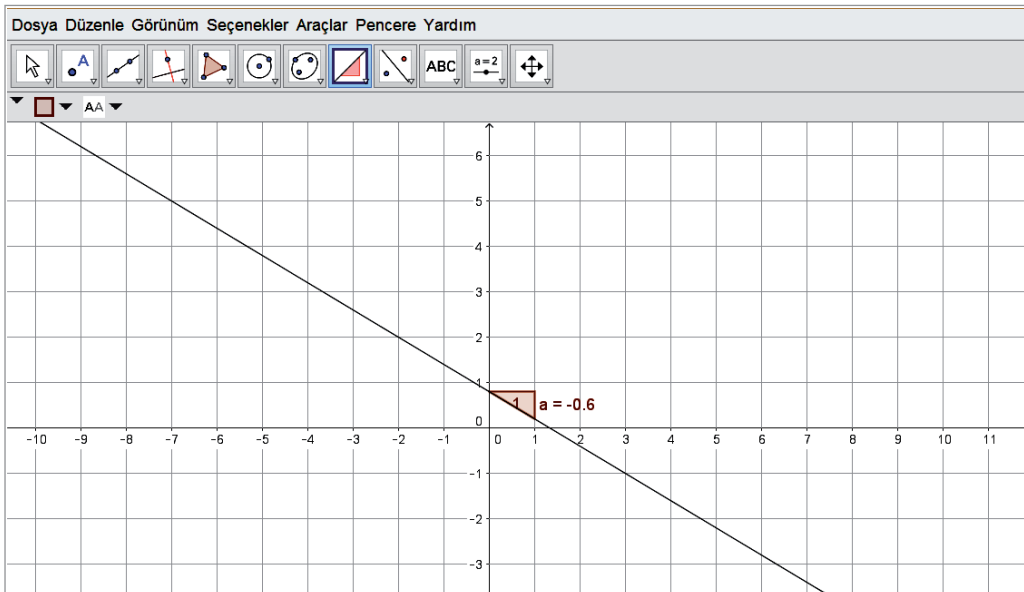 Dosya Düzenle Görünüm Seçenekler Araçlar Pencere Yardım
A ABC a=2
AA
6
5
4
3
2
1
1 a = -0.6
0
-10 -9 -8 -7 -6 -5 -4 -3 -2 -1 0 1 2 3 4 5 6 7 8 9 10 11
-1
-2
-3